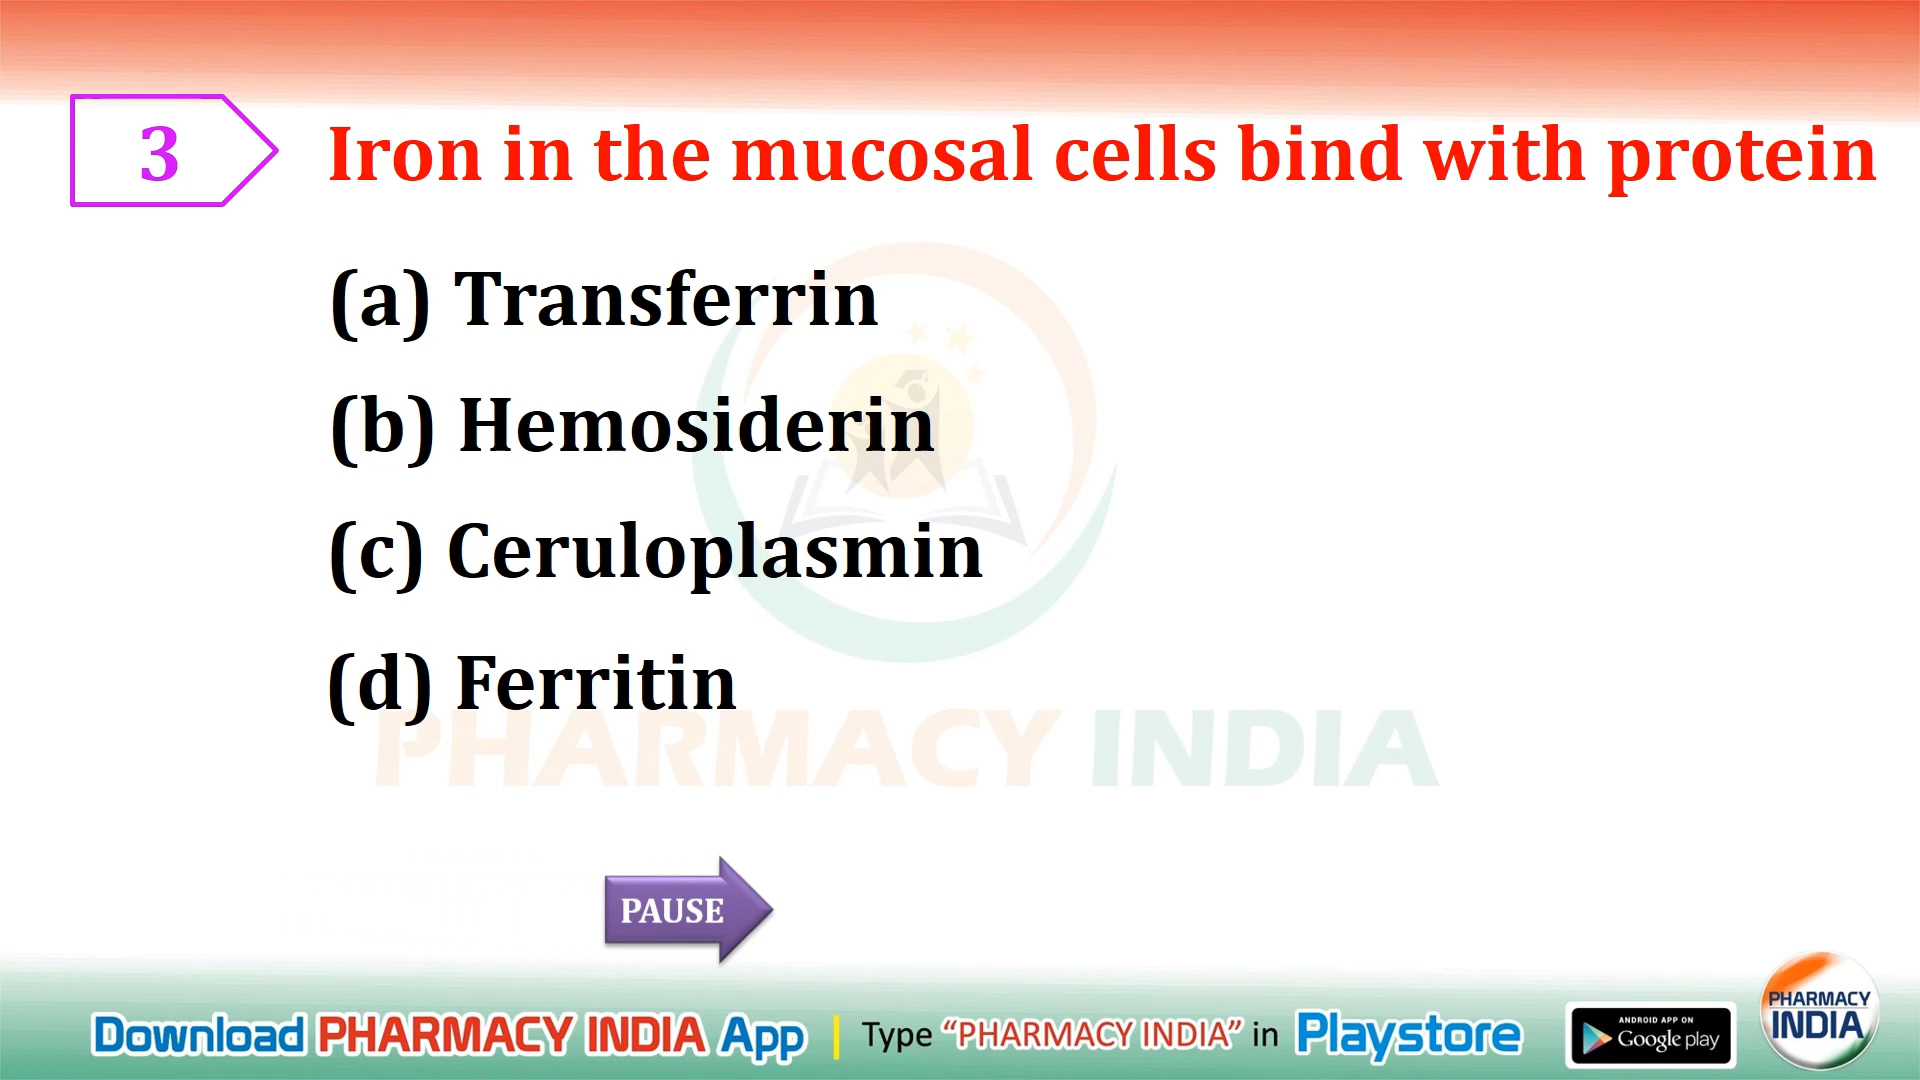 3
Iron in the mucosal cells bind with protein
(a) Transferrin
(b) Hemosiderin
(c) Ceruloplasmin
(d) Ferritin
PHARMACY INDIA
PAUSE
Download PHARMACY INDIA App | Type “PHARMACY INDIA” in Playstore
ANDROID APP ON
Google play
PHARMACY
INDIA